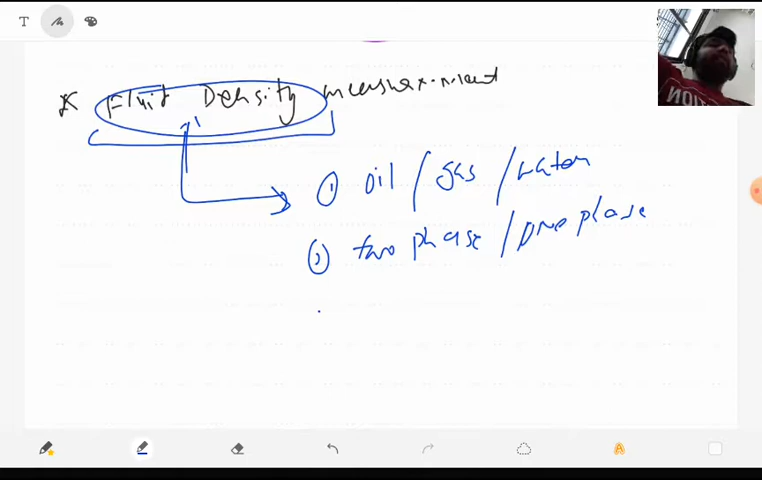 * Fluid Density measurement
① oil / gas / water
② two phase / one phase
T
A